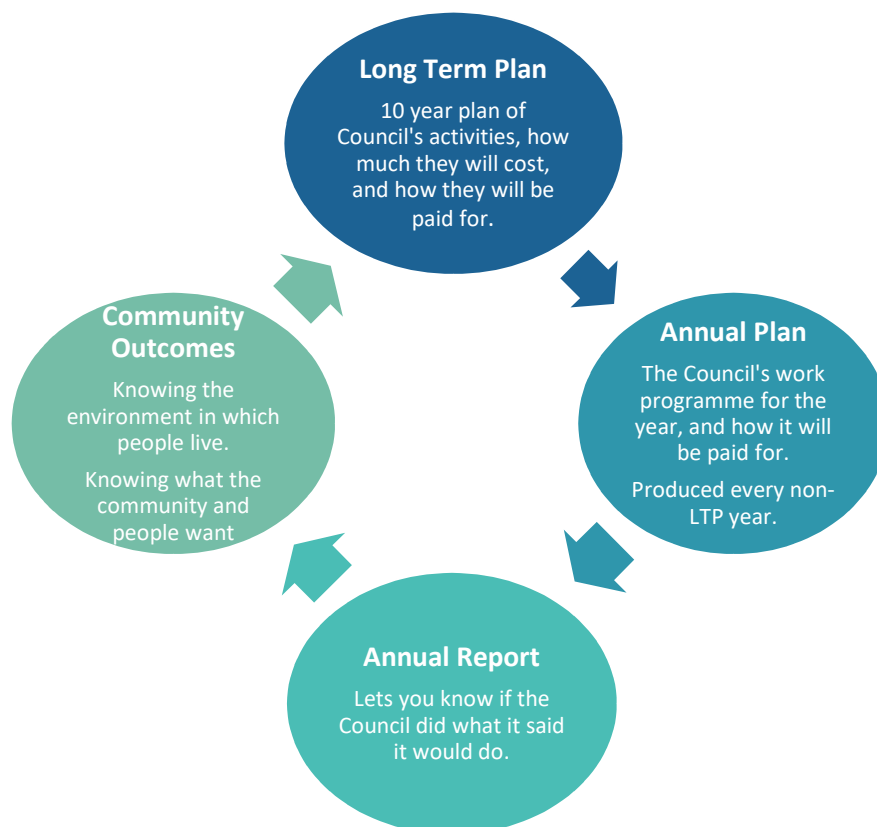 Long Term Plan
10 year plan of
Council's activities, how
much they will cost,
and how they will be
paid for.
Community
Outcomes
Knowing the
environment in which
people live.
Knowing what the
community and
people want
Annual Plan
The Council's work
programme for the
year, and how it will
be paid for.
Produced every non-
LTP year.
Annual Report
Lets you know if the
Council did what it said
it would do.